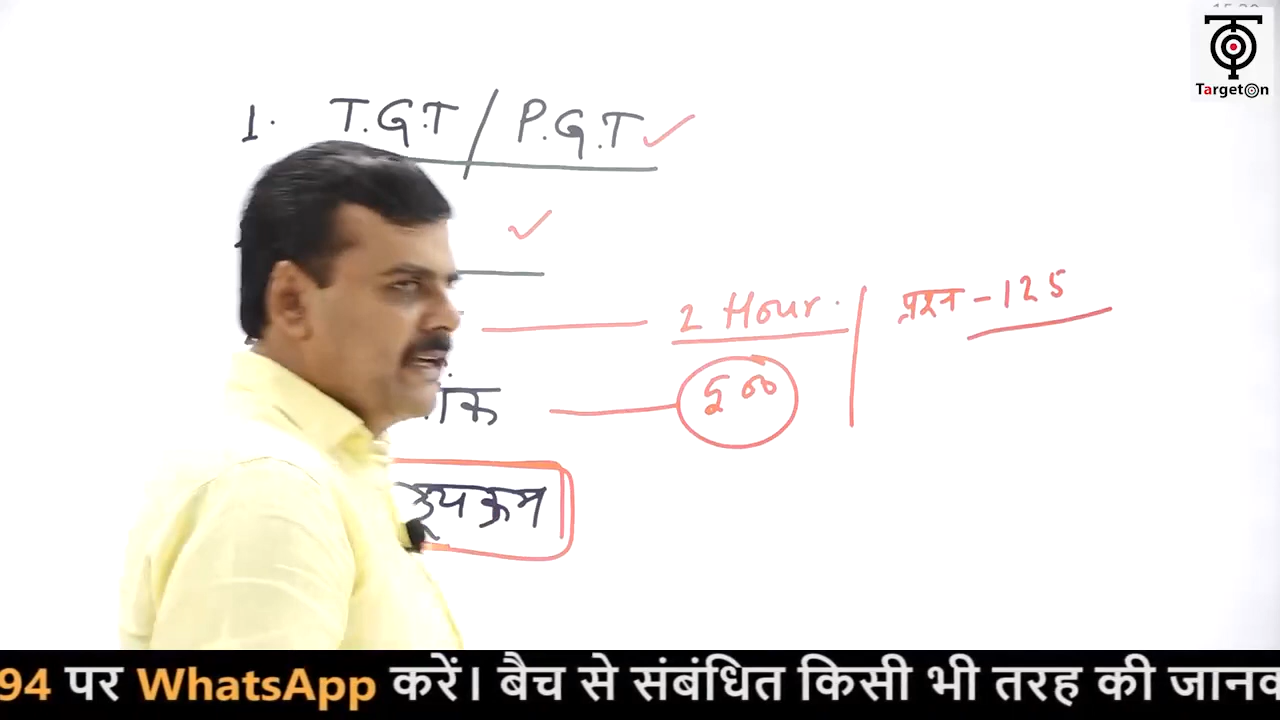 TargetOn
1. T.G.T / P.G.T ✓
✓
2 Hour. | प्रश्न - 125
ांक — 500
94 पर WhatsApp करें। बैच से संबंधित किसी भी तरह की जानक